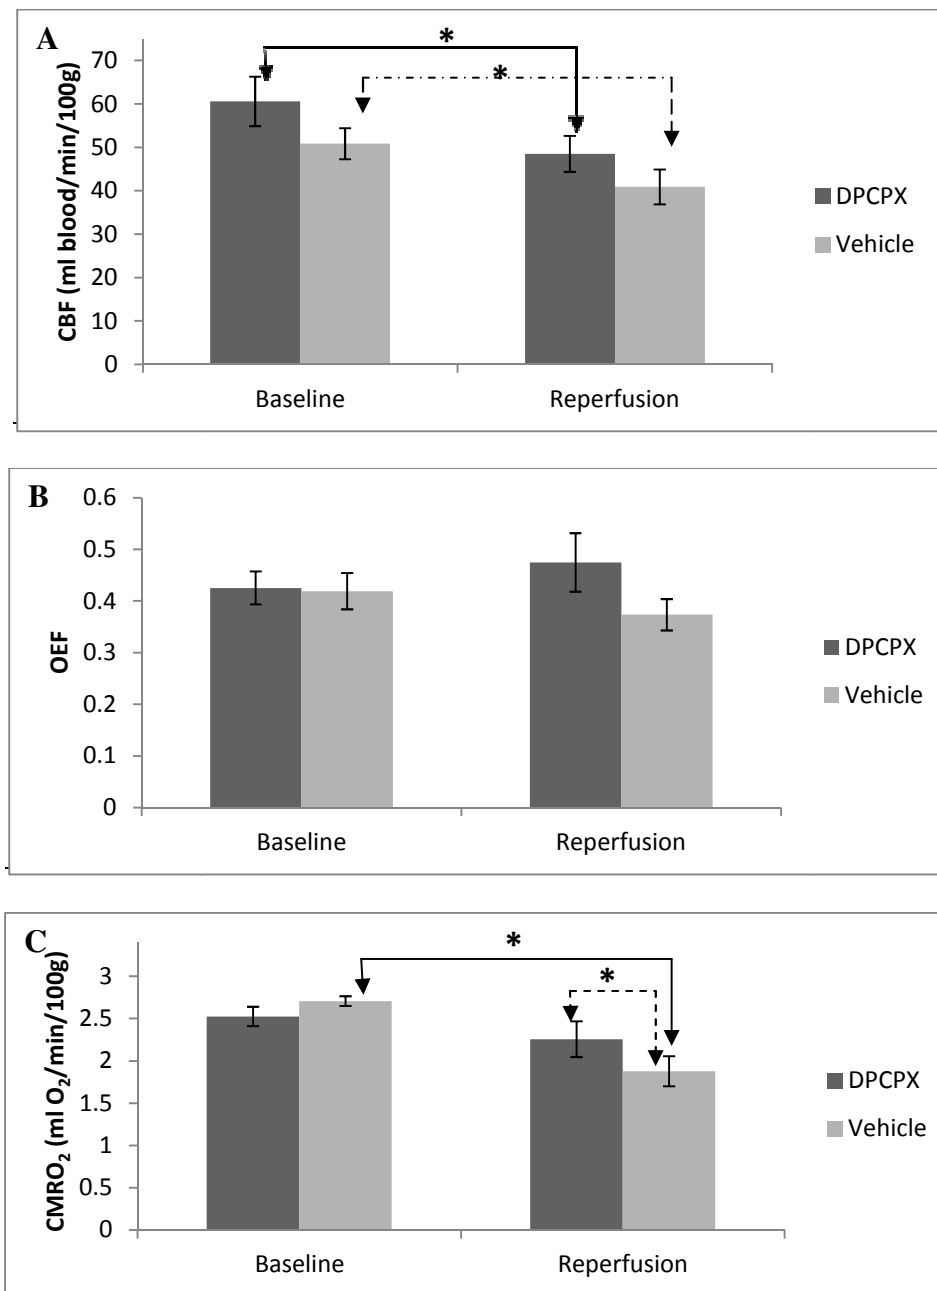 A
*
*
70
60
50
40
30
20
10
0
CBF (ml blood/min/100g)
Baseline
Reperfusion
DPCPX
Vehicle
B
0.6
0.5
0.4
0.3
0.2
0.1
0
OEF
Baseline
Reperfusion
DPCPX
Vehicle
C
*
*
3
2.5
2
1.5
1
0.5
0
CMRO₂ (ml O₂/min/100g)
Baseline
Reperfusion
DPCPX
Vehicle